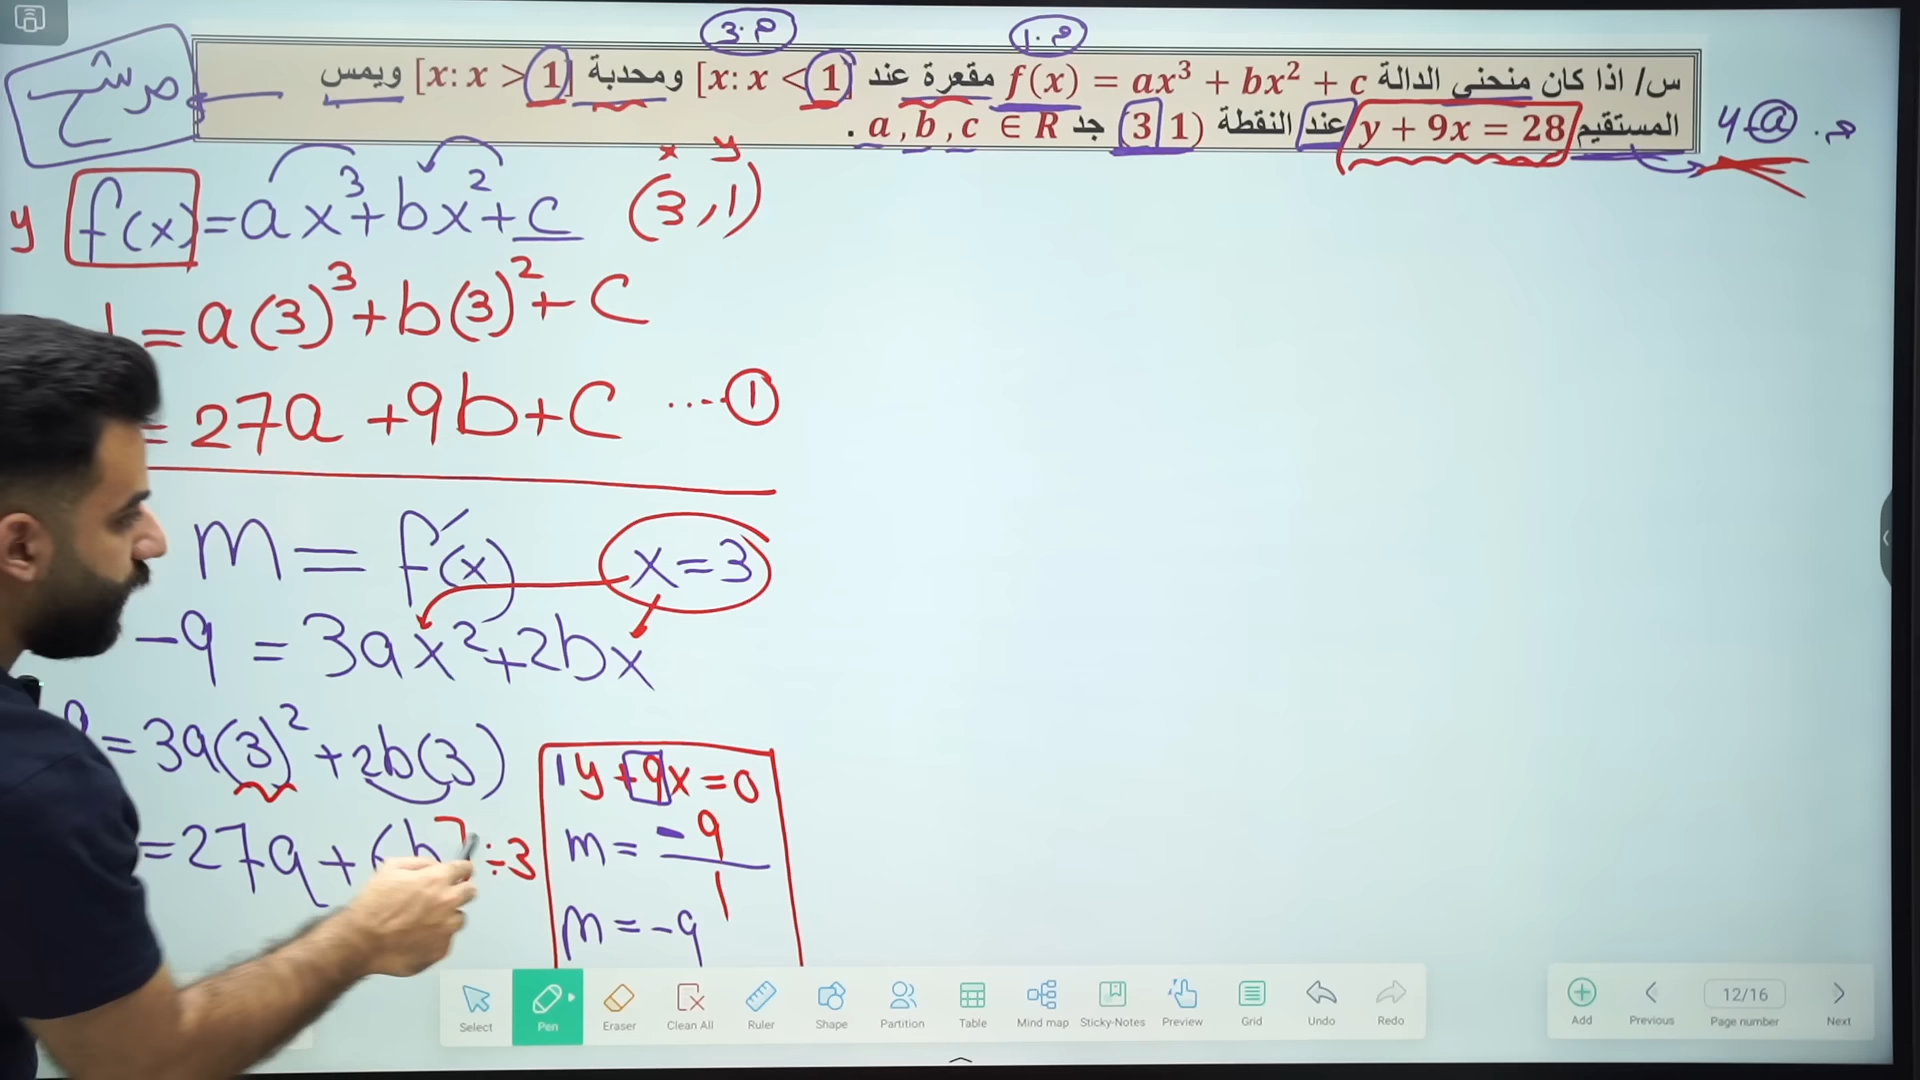 م.3 م.1
س/ اذا كان منحنى الدالة f(x) = ax³ + bx² + c مقعرة عند [x: x < 1] ومحدبة [x: x > 1] ويمس
المستقيم y + 9x = 28 عند النقطة (3 1) جد a , b , c ∈ R .
مرشح
y f(x) = ax³ + bx² + c
x y
(3 , 1)
= a(3)³ + b(3)² + C
= 27a + 9b + C ....①
m = f′(x) x = 3
-9 = 3ax² + 2bx
= 3a(3)² + 2b(3)
= 27a + ÷3
1y + 9x = 0
m = -9/1
m = -9
Select Pen Eraser Clean All Ruler Shape Partition Table Mind map Sticky-Notes Preview Grid Undo Redo
Add Previous 12/16 Page number Next